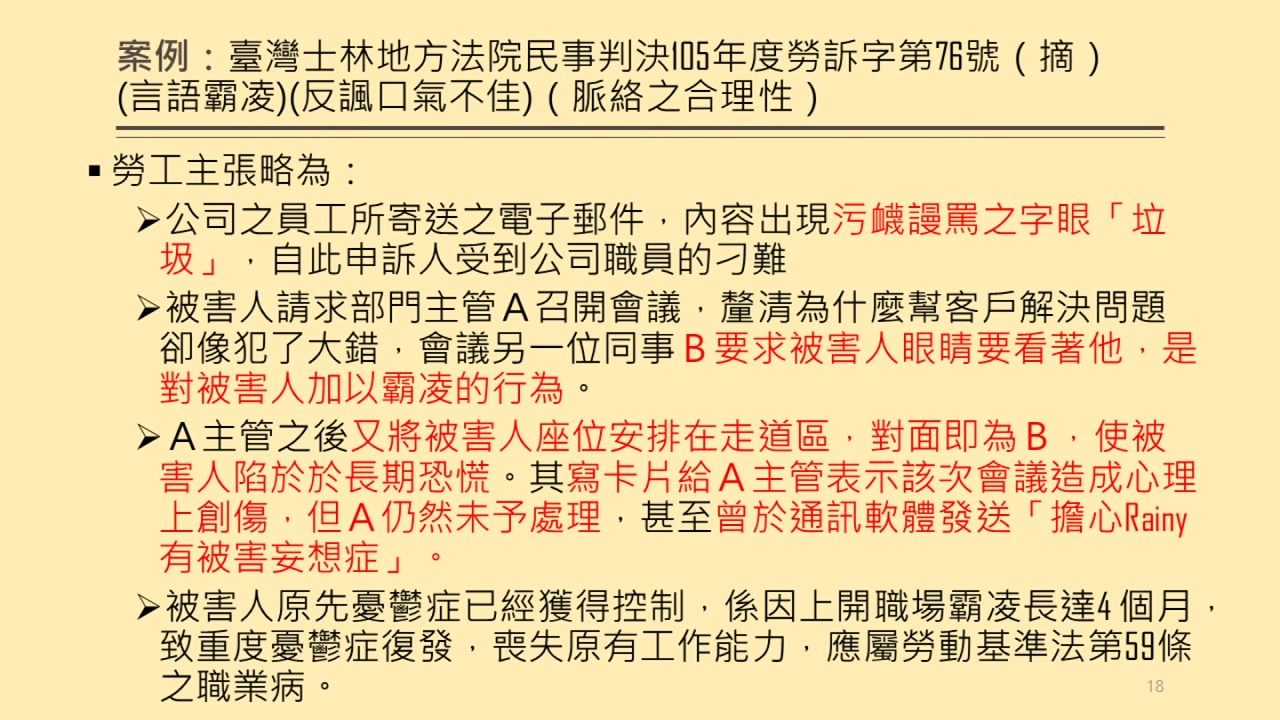 案例：臺灣士林地方法院民事判決105年度勞訴字第76號（摘）
(言語霸凌)(反諷口氣不佳)（脈絡之合理性）
▪勞工主張略為：
➢公司之員工所寄送之電子郵件，內容出現污衊謾罵之字眼「垃
圾」，自此申訴人受到公司職員的刁難
➢被害人請求部門主管A召開會議，釐清為什麼幫客戶解決問題
卻像犯了大錯，會議另一位同事B要求被害人眼睛要看著他，是
對被害人加以霸凌的行為。
➢A主管之後又將被害人座位安排在走道區，對面即為B，使被
害人陷於於長期恐慌。其寫卡片給A主管表示該次會議造成心理
上創傷，但A仍然未予處理，甚至曾於通訊軟體發送「擔心Rainy
有被害妄想症」。
➢被害人原先憂鬱症已經獲得控制，係因上開職場霸凌長達4個月，
致重度憂鬱症復發，喪失原有工作能力，應屬勞動基準法第59條
之職業病。
18